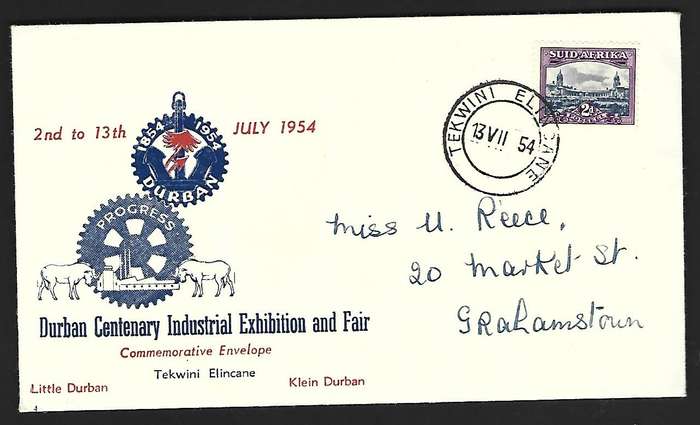 2nd to 13th JULY 1954
1854 1954
DURBAN
PROGRESS
Durban Centenary Industrial Exhibition and Fair
Commemorative Envelope
Tekwini Elincane
Little Durban Klein Durban
SUID-AFRIKA
2d
POSSEEL
TEKWINI ELINCANE
13 VII 54
Miss U. Reece,
20 Market St.
Grahamstown